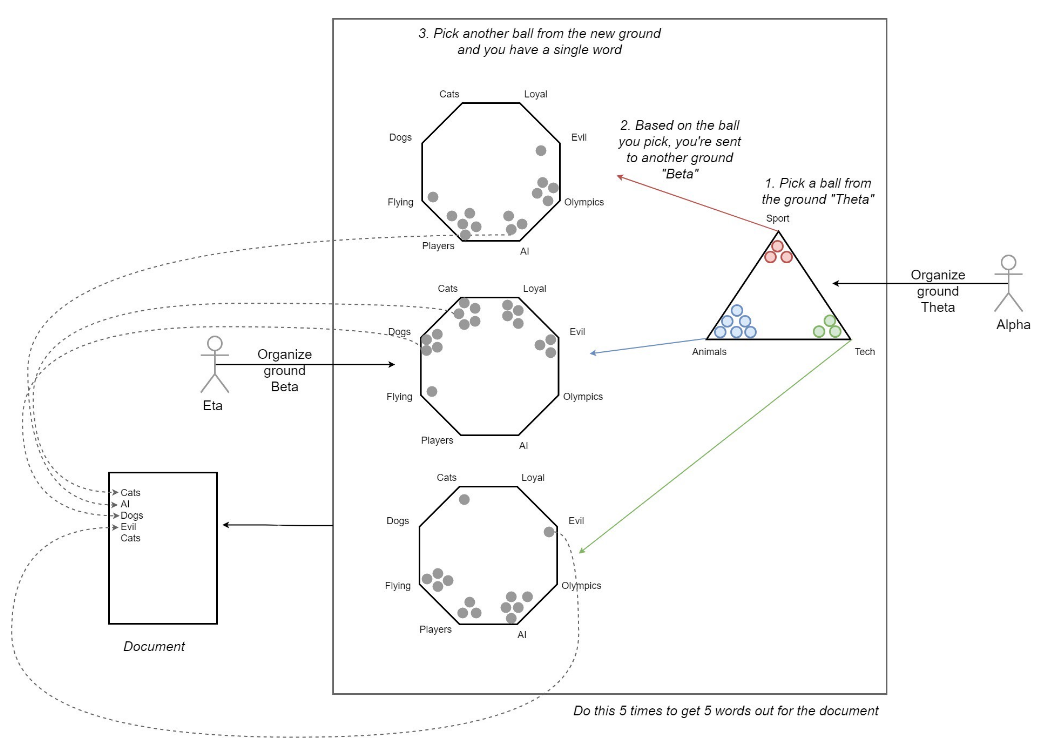 3. Pick another ball from the new ground
and you have a single word
Cats
Loyal
Dogs
Evil
Flying
Olympics
Players
AI
2. Based on the ball
you pick, you're sent
to another ground
"Beta"
1. Pick a ball from
the ground "Theta"
Sport
Animals
Tech
Organize
ground
Theta
Alpha
Cats
Loyal
Dogs
Evil
Flying
Olympics
Players
AI
Organize
ground
Beta
Eta
Cats
Loyal
Dogs
Evil
Flying
Olympics
Players
AI
Cats
AI
Dogs
Evil
Cats
Document
Do this 5 times to get 5 words out for the document